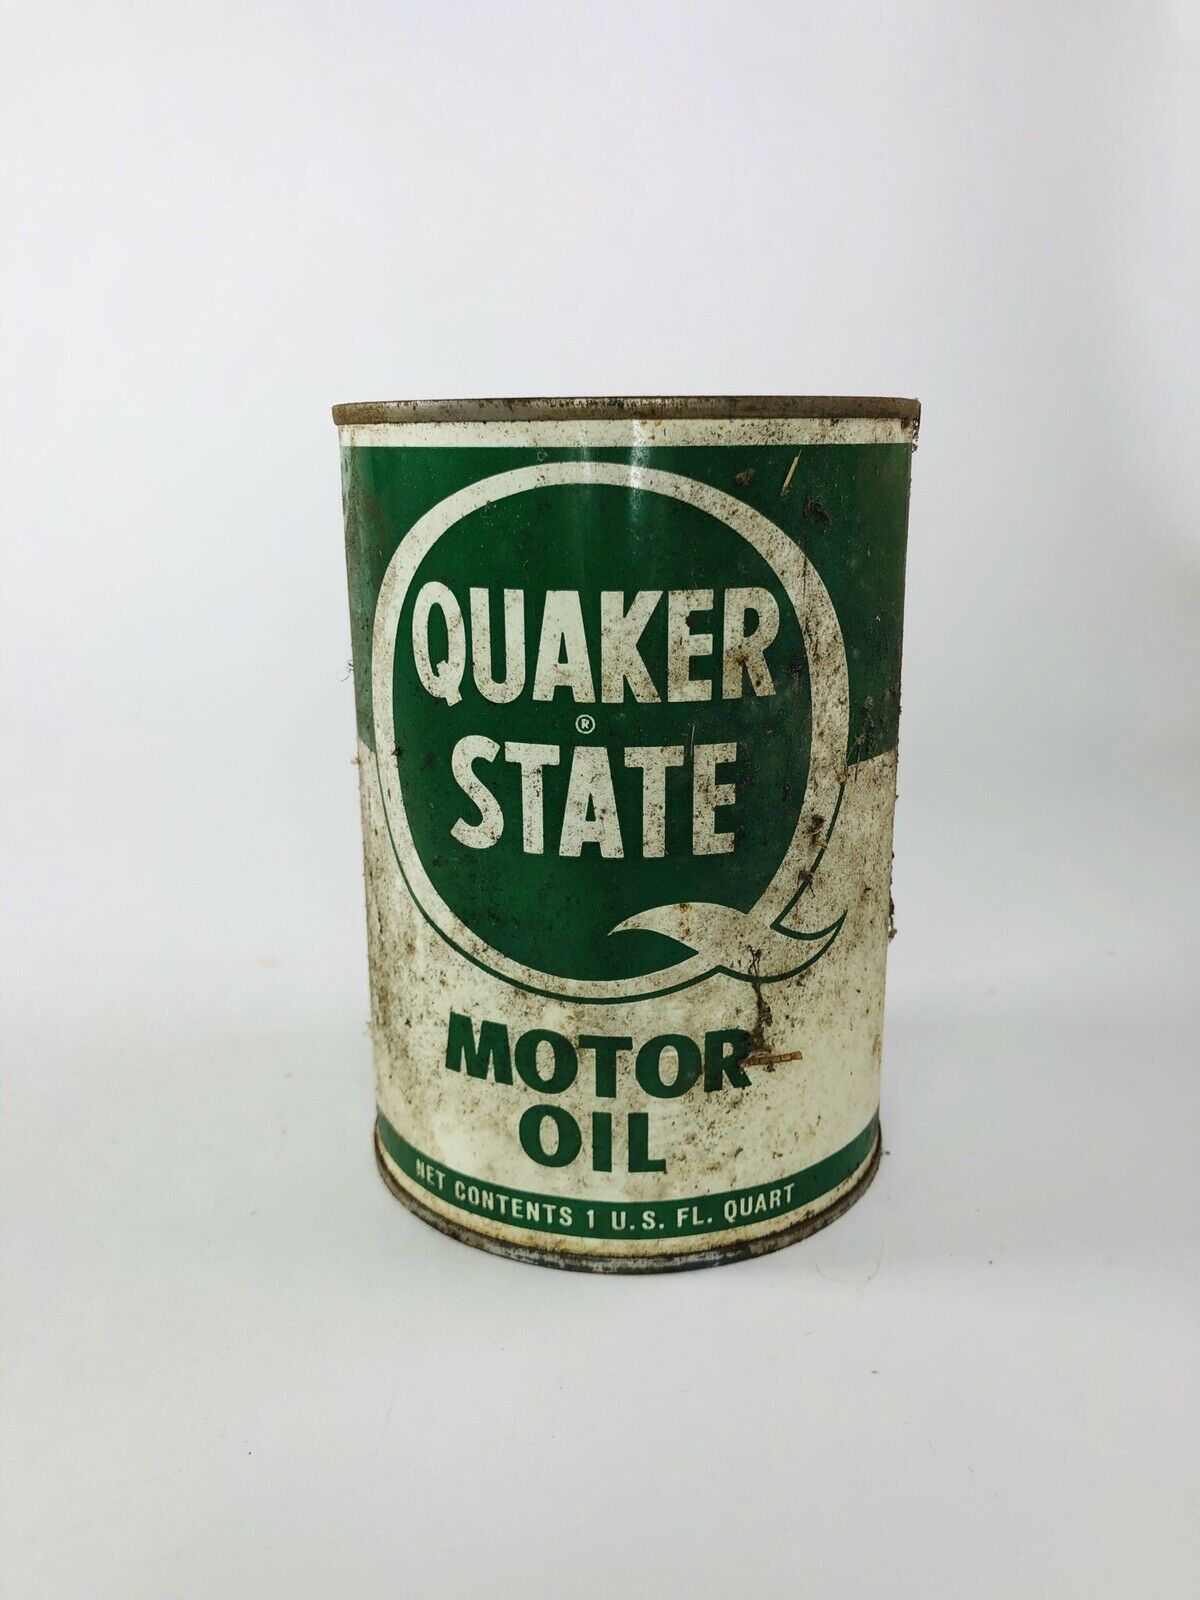 QUAKER
®
STATE
MOTOR
OIL
NET CONTENTS 1 U.S. FL. QUART